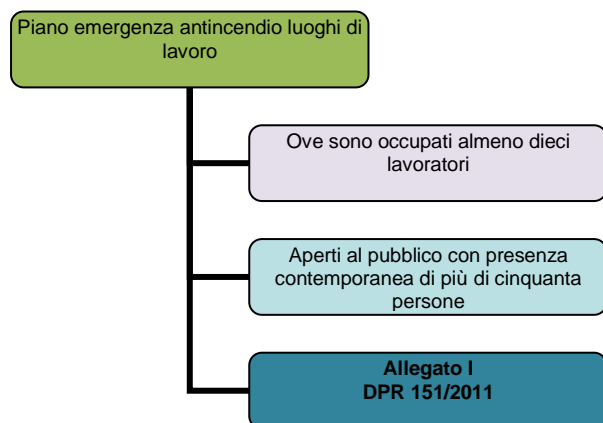 Piano emergenza antincendio luoghi di
lavoro
Ove sono occupati almeno dieci
lavoratori
Aperti al pubblico con presenza
contemporanea di più di cinquanta
persone
Allegato I
DPR 151/2011